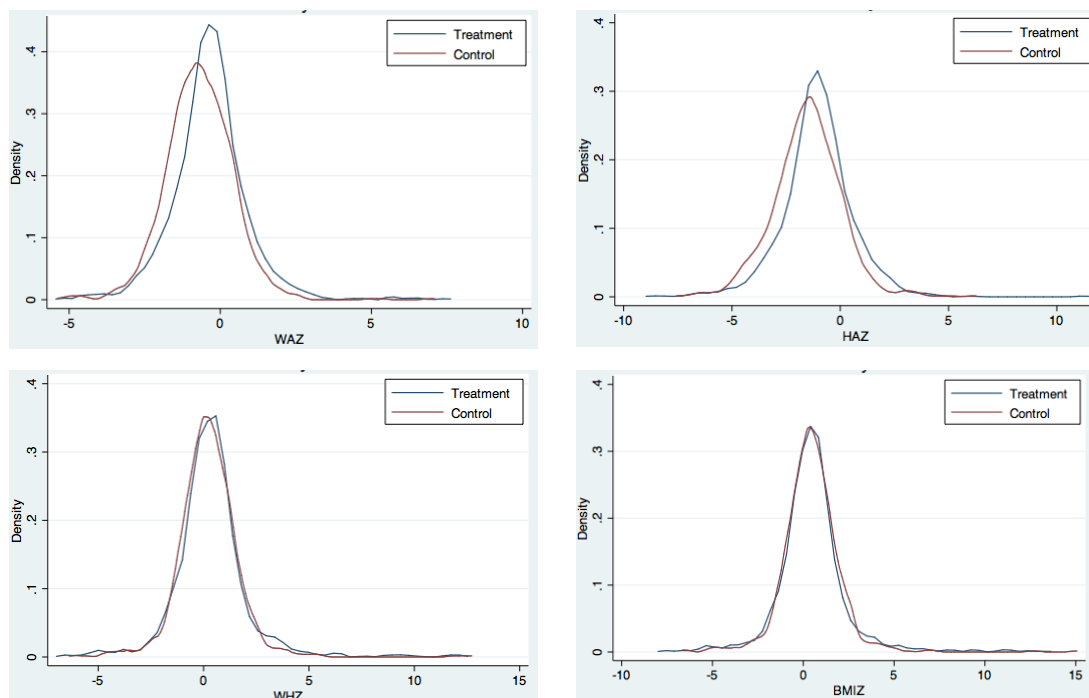 Treatment
Control
Density
0 .1 .2 .3 .4
-5 0 5 10
WAZ
Treatment
Control
Density
0 .1 .2 .3 .4
-10 -5 0 5 10
HAZ
Treatment
Control
Density
0 .1 .2 .3 .4
-5 0 5 10 15
WHZ
Treatment
Control
Density
0 .1 .2 .3 .4
-10 -5 0 5 10 15
BMIZ